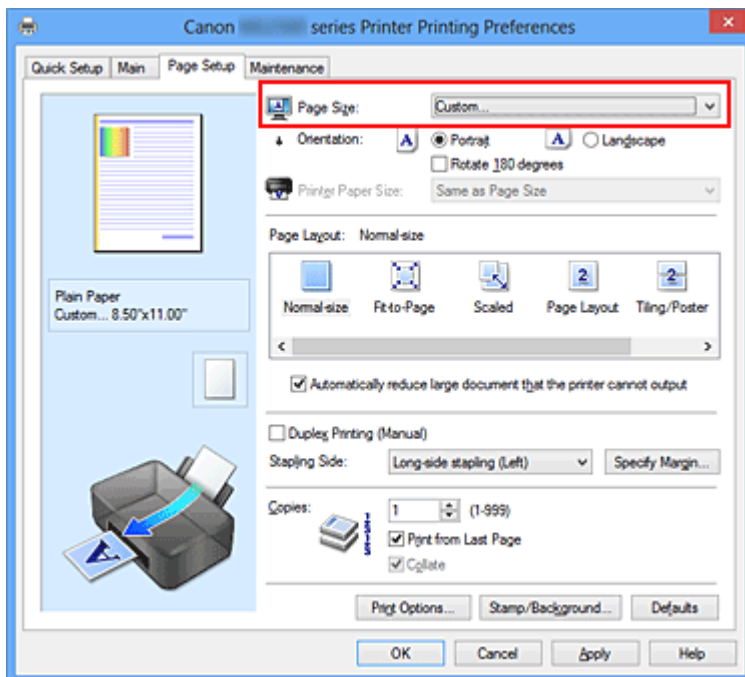 Canon series Printer Printing Preferences
Quick Setup Main Page Setup Maintenance
Page Size: Custom...
Orientation: A Portrait A Landscape
Rotate 180 degrees
Printer Paper Size: Same as Page Size
Page Layout: Normal-size
Normal-size Fit-to-Page Scaled Page Layout Tiling/Poster
Automatically reduce large document that the printer cannot output
Plain Paper
Custom... 8.50"x11.00"
Duplex Printing (Manual)
Stapling Side: Long-side stapling (Left) Specify Margin...
Copies: 1 (1-999)
Print from Last Page
Collate
Print Options... Stamp/Background... Defaults
OK Cancel Apply Help